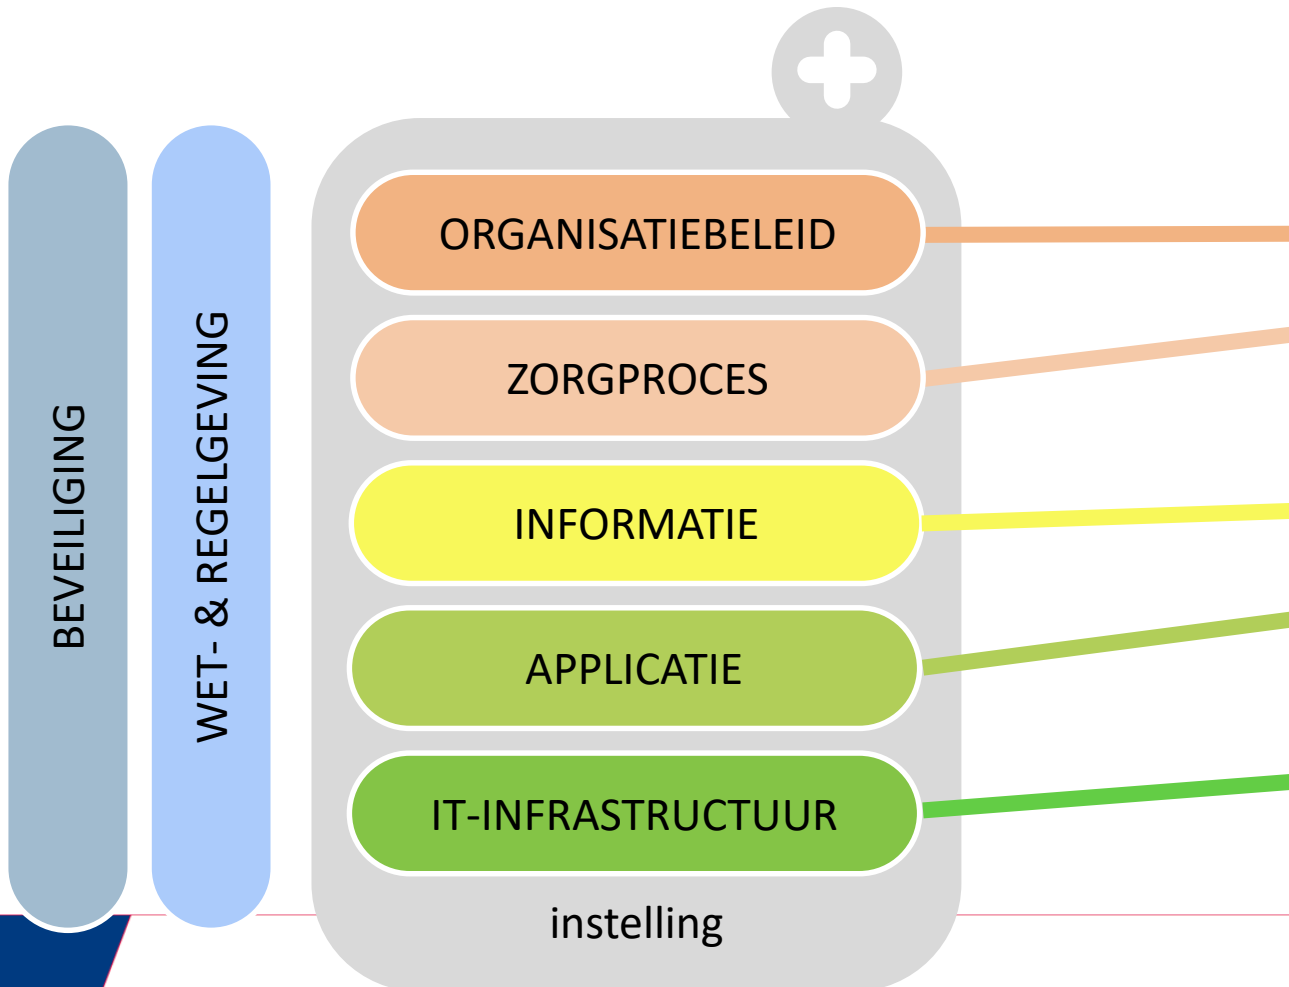 BEVEILIGING
WET- & REGELGEVING
ORGANISATIEBELEID
ZORGPROCES
INFORMATIE
APPLICATIE
IT-INFRASTRUCTUUR
instelling